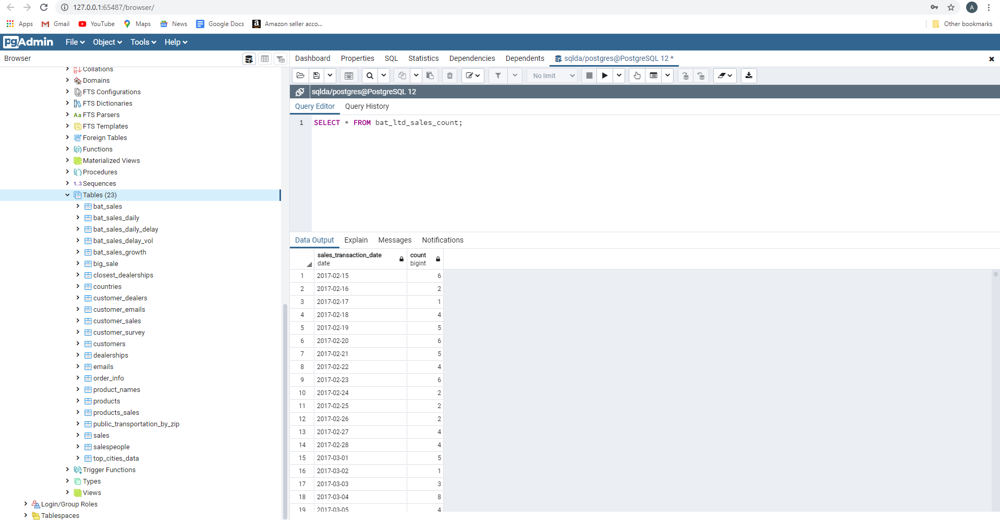 127.0.0.1:65487/browser/
A
Apps Gmail YouTube Maps News Google Docs a Amazon seller acco... Other bookmarks
pgAdmin File Object Tools Help
Browser
Dashboard Properties SQL Statistics Dependencies Dependents sqlda/postgres@PostgreSQL 12 *
No limit
sqlda/postgres@PostgreSQL 12
Query Editor Query History
1 SELECT * FROM bat_ltd_sales_count;
Collations
Domains
FTS Configurations
FTS Dictionaries
Aa FTS Parsers
FTS Templates
Foreign Tables
Functions
Materialized Views
Procedures
1..3 Sequences
Tables (23)
bat_sales
bat_sales_daily
bat_sales_daily_delay
bat_sales_delay_vol
bat_sales_growth
big_sale
closest_dealerships
countries
customer_dealers
customer_emails
customer_sales
customer_survey
customers
dealerships
emails
order_info
product_names
products
products_sales
public_transportation_by_zip
sales
salespeople
top_cities_data
Trigger Functions
Types
Views
Login/Group Roles
Tablespaces
Data Output Explain Messages Notifications
sales_transaction_date count
date bigint
1 2017-02-15 6
2 2017-02-16 2
3 2017-02-17 1
4 2017-02-18 4
5 2017-02-19 5
6 2017-02-20 6
7 2017-02-21 5
8 2017-02-22 4
9 2017-02-23 6
10 2017-02-24 2
11 2017-02-25 2
12 2017-02-26 2
13 2017-02-27 4
14 2017-02-28 4
15 2017-03-01 5
16 2017-03-02 1
17 2017-03-03 3
18 2017-03-04 8
19 2017-03-05 4